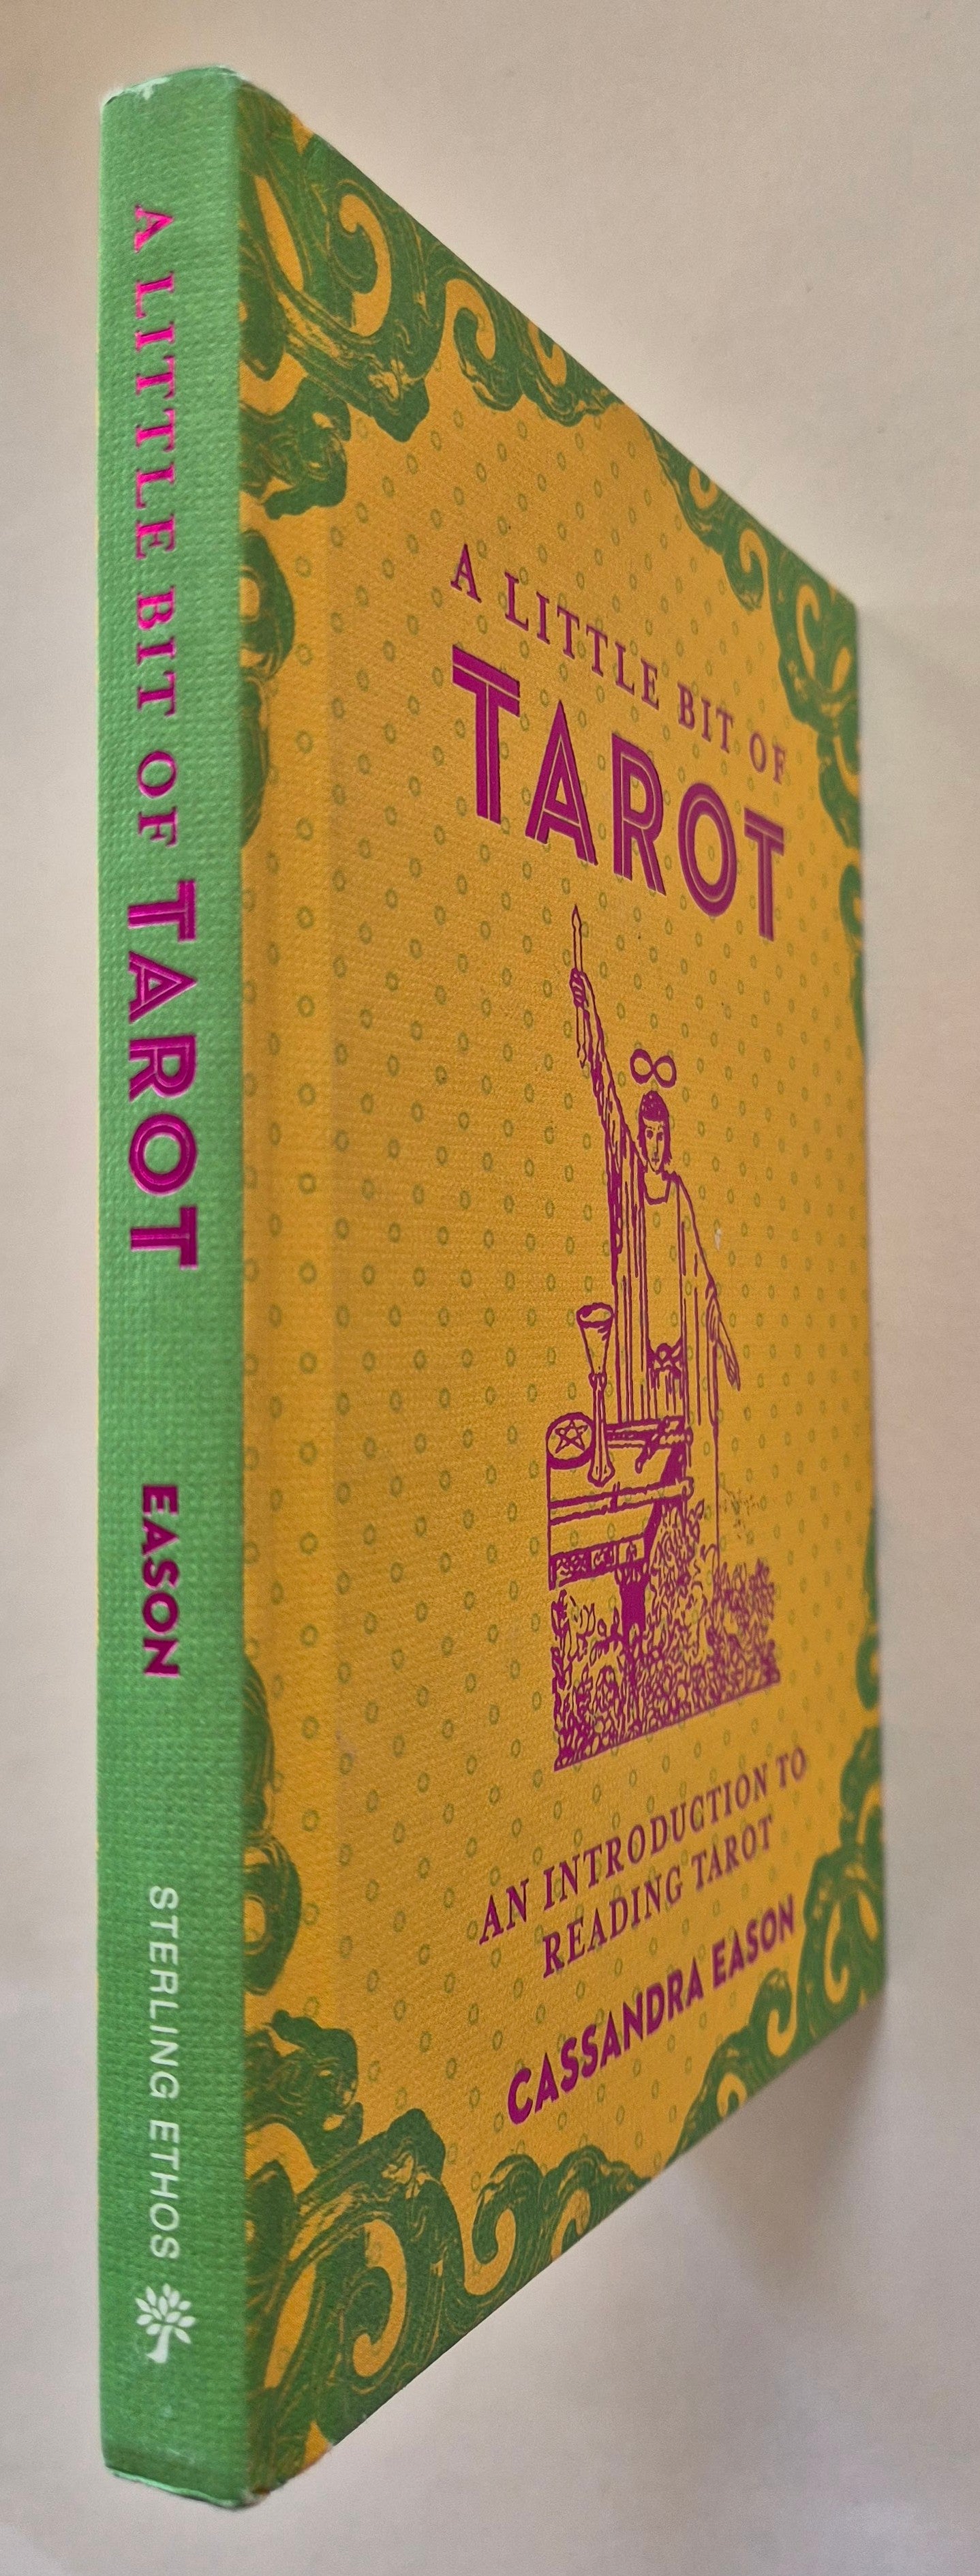 A LITTLE BIT OF TAROT
EASON
STERLING ETHOS
A LITTLE BIT OF
TAROT
AN INTRODUCTION TO
READING TAROT
CASSANDRA EASON